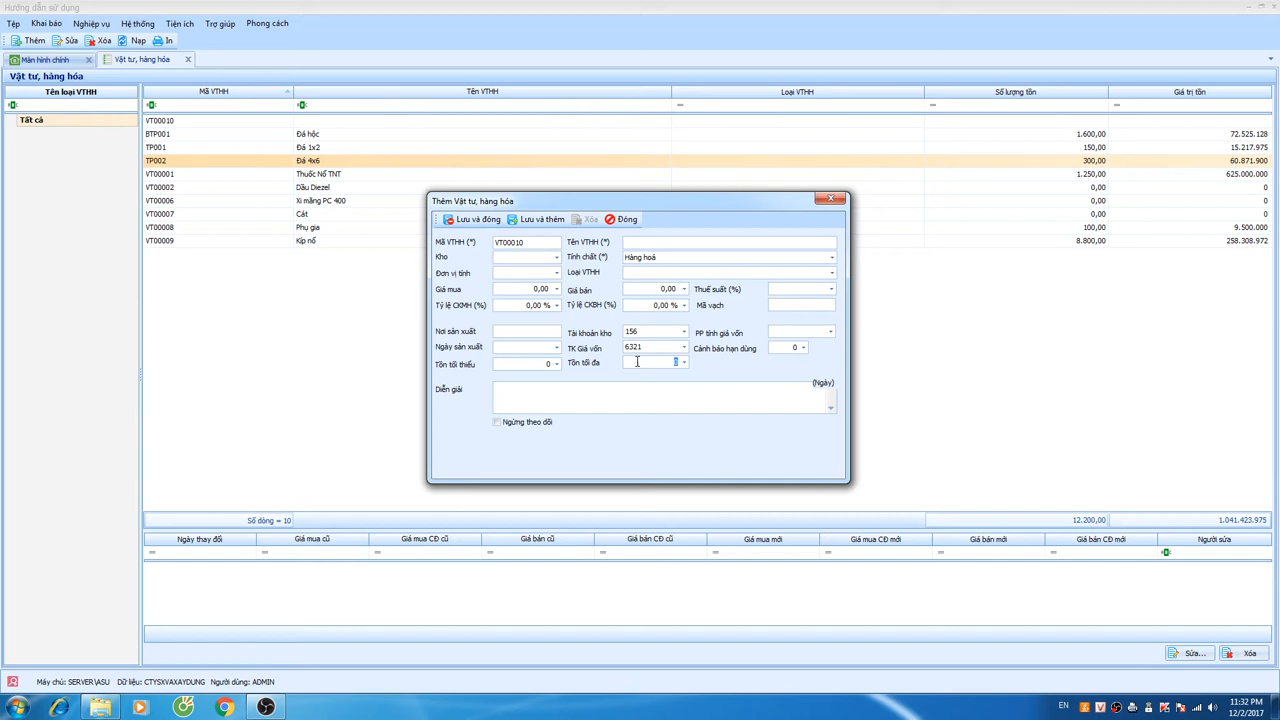 Hướng dẫn sử dụng
Tệp Khai báo Nghiệp vụ Hệ thống Tiện ích Trợ giúp Phong cách
Thêm Sửa Xóa Nạp In
Màn hình chính Vật tư, hàng hóa
Vật tư, hàng hóa
Tên loại VTHH Mã VTHH Tên VTHH Loại VTHH Số lượng tồn Giá trị tồn
Tất cả
VT00010
BTP001 Đá hộc 1.600,00 72.525.128
TP001 Đá 1x2 150,00 15.217.975
TP002 Đá 4x6 300,00 60.871.900
VT00001 Thuốc Nổ TNT 1.250,00 625.000.000
VT00002 Dầu Diezel 0,00 0
VT00006 Xi măng PC 400 0,00 0
VT00007 Cát 0,00 0
VT00008 Phụ gia 100,00 9.500.000
VT00009 Kíp nổ 8.800,00 258.308.972
Thêm Vật tư, hàng hóa
Lưu và đóng Lưu và thêm Xóa Đóng
Mã VTHH (*) VT00010 Tên VTHH (*)
Kho Tính chất (*) Hàng hoá
Đơn vị tính Loại VTHH
Giá mua 0,00 Giá bán 0,00 Thuế suất (%)
Tỷ lệ CKMH (%) 0,00 % Tỷ lệ CKBH (%) 0,00 % Mã vạch
Nơi sản xuất Tài khoản kho 156 PP tính giá vốn
Ngày sản xuất TK Giá vốn 6321 Cảnh báo hạn dùng 0
Tồn tối thiểu 0 Tồn tối đa 0
(Ngày)
Diễn giải
Ngừng theo dõi
Số dòng = 10 12.200,00 1.041.423.975
Ngày thay đổi Giá mua cũ Giá mua CĐ cũ Giá bán cũ Giá bán CĐ cũ Giá mua mới Giá mua CĐ mới Giá bán mới Giá bán CĐ mới Người sửa
Sửa... Xóa
Máy chủ: SERVER\ASU Dữ liệu: CTYSXVAXAYDUNG Người dùng: ADMIN
EN 11:32 PM
12/2/2017